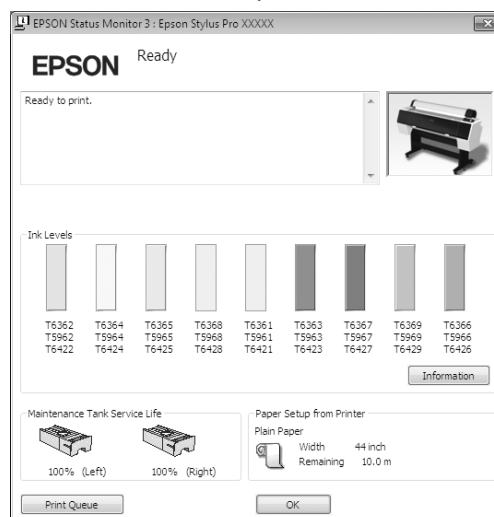 EPSON Status Monitor 3 : Epson Stylus Pro XXXXX
EPSON
Ready
Ready to print.
Ink Levels
T6362 T6364 T6365 T6368 T6361 T6363 T6367 T6369 T6366
T5962 T5964 T5965 T5968 T5961 T5963 T5967 T5969 T5966
T6422 T6424 T6425 T6428 T6421 T6423 T6427 T6429 T6426
Information
Maintenance Tank Service Life
100% (Left) 100% (Right)
Paper Setup from Printer
Plain Paper
Width 44 inch
Remaining 10.0 m
Print Queue
OK